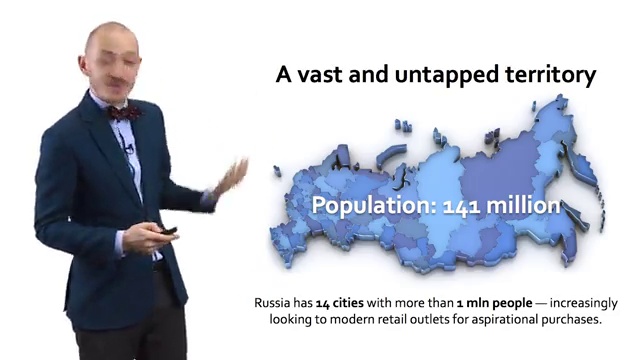 A vast and untapped territory
Population: 141 million
Russia has 14 cities with more than 1 mln people — increasingly
looking to modern retail outlets for aspirational purchases.